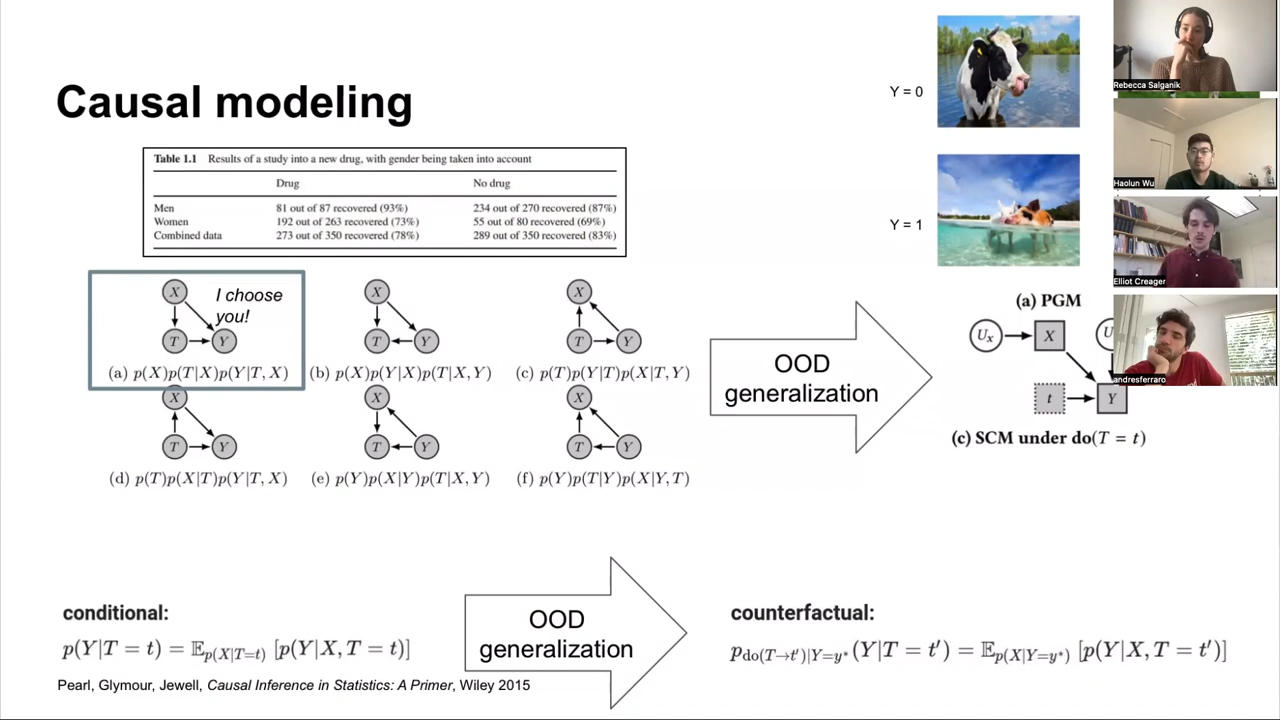 Causal modeling
Table 1.1 Results of a study into a new drug, with gender being taken into account
Drug No drug
Men 81 out of 87 recovered (93%) 234 out of 270 recovered (87%)
Women 192 out of 263 recovered (73%) 55 out of 80 recovered (69%)
Combined data 273 out of 350 recovered (78%) 289 out of 350 recovered (83%)
X T Y
I choose
you!
(a) p(X)p(T|X)p(Y|T, X)
X T Y
(b) p(X)p(Y|X)p(T|X, Y)
X T Y
(c) p(T)p(Y|T)p(X|T, Y)
X T Y
(d) p(T)p(X|T)p(Y|T, X)
X T Y
(e) p(Y)p(X|Y)p(T|X, Y)
X T Y
(f) p(Y)p(T|Y)p(X|Y, T)
OOD
generalization
Y = 0
Y = 1
(a) PGM
Uₓ X U
t Y
(c) SCM under do(T = t)
Rebecca Salganik
Haolun Wu
Elliot Creager
andresferraro
conditional:
p(Y|T = t) = 𝔼p(X|T=t) [p(Y|X, T = t)]
OOD
generalization
counterfactual:
pdo(T→t′)|Y=y*(Y|T = t′) = 𝔼p(X|Y=y*) [p(Y|X, T = t′)]
Pearl, Glymour, Jewell, Causal Inference in Statistics: A Primer, Wiley 2015